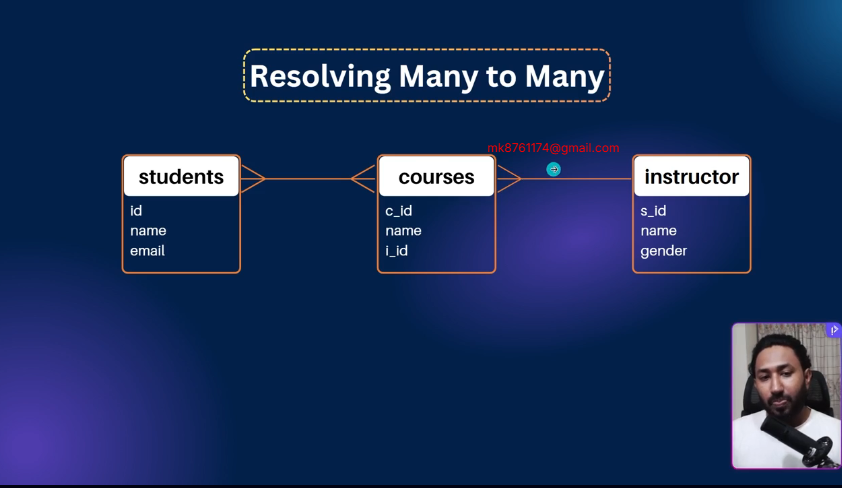 Resolving Many to Many
mk8761174@gmail.com
students
id
name
email
courses
c_id
name
i_id
instructor
s_id
name
gender